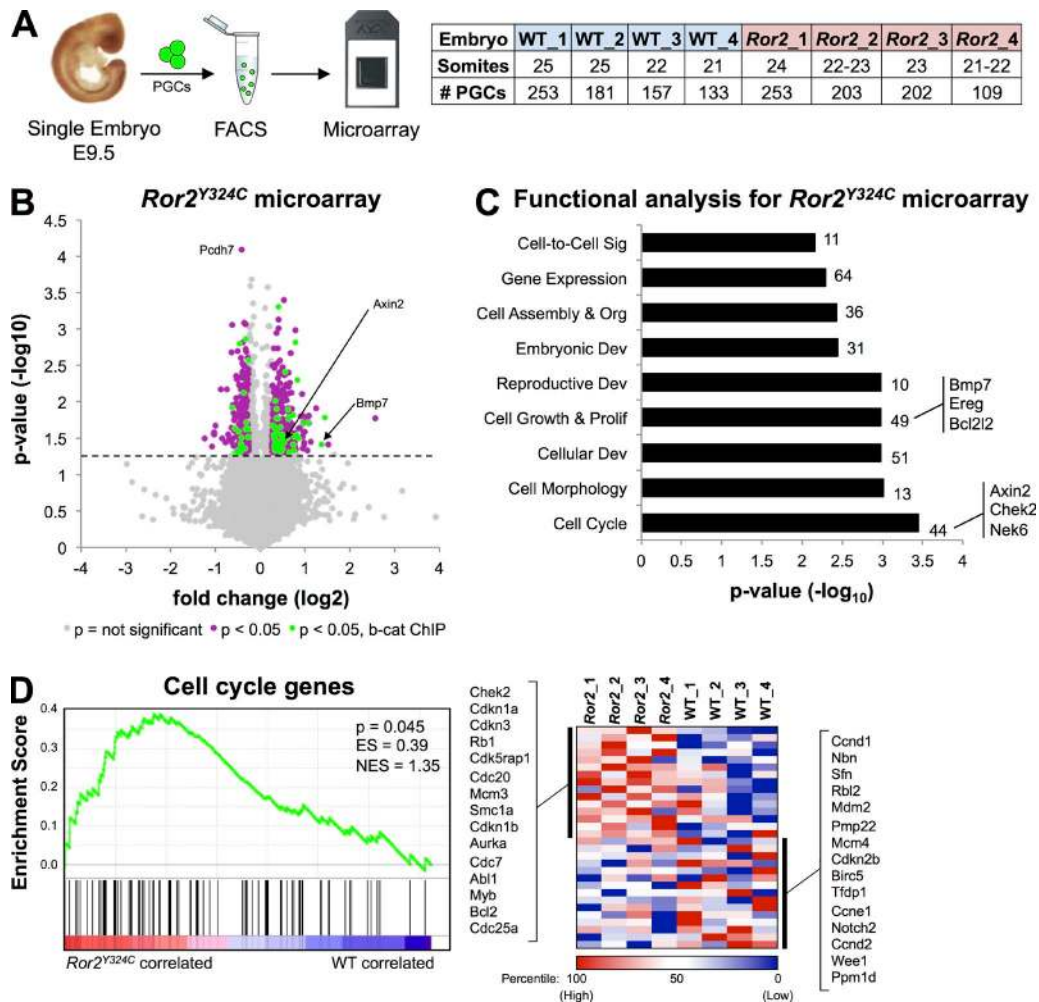 A
PGCs
Single Embryo
E9.5
FACS
Microarray
Embryo WT_1 WT_2 WT_3 WT_4 Ror2_1 Ror2_2 Ror2_3 Ror2_4
Somites 25 25 22 21 24 22-23 23 21-22
# PGCs 253 181 157 133 253 203 202 109
B
Ror2Y324C microarray
p-value (-log10)
4.5
4
3.5
3
2.5
2
1.5
1
0.5
0
Pcdh7
Axin2
Bmp7
-4 -3 -2 -1 0 1 2 3 4
fold change (log2)
p = not significant p < 0.05 p < 0.05, b-cat ChIP
C Functional analysis for Ror2Y324C microarray
Cell-to-Cell Sig 11
Gene Expression 64
Cell Assembly & Org 36
Embryonic Dev 31
Reproductive Dev 10
Cell Growth & Prolif 49
Cellular Dev 51
Cell Morphology 13
Cell Cycle 44
Bmp7
Ereg
Bcl2l2
Axin2
Chek2
Nek6
0 0.5 1 1.5 2 2.5 3 3.5 4
p-value (-log10)
D
Cell cycle genes
Enrichment Score
0.4
0.3
0.2
0.1
0.0
p = 0.045
ES = 0.39
NES = 1.35
Ror2Y324C correlated WT correlated
Chek2
Cdkn1a
Cdkn3
Rb1
Cdk5rap1
Cdc20
Mcm3
Smc1a
Cdkn1b
Aurka
Cdc7
Abl1
Myb
Bcl2
Cdc25a
Ror2_1 Ror2_2 Ror2_3 Ror2_4 WT_1 WT_2 WT_3 WT_4
Ccnd1
Nbn
Sfn
Rbl2
Mdm2
Pmp22
Mcm4
Cdkn2b
Birc5
Tfdp1
Ccne1
Notch2
Ccnd2
Wee1
Ppm1d
Percentile: 100 50 0
(High) (Low)